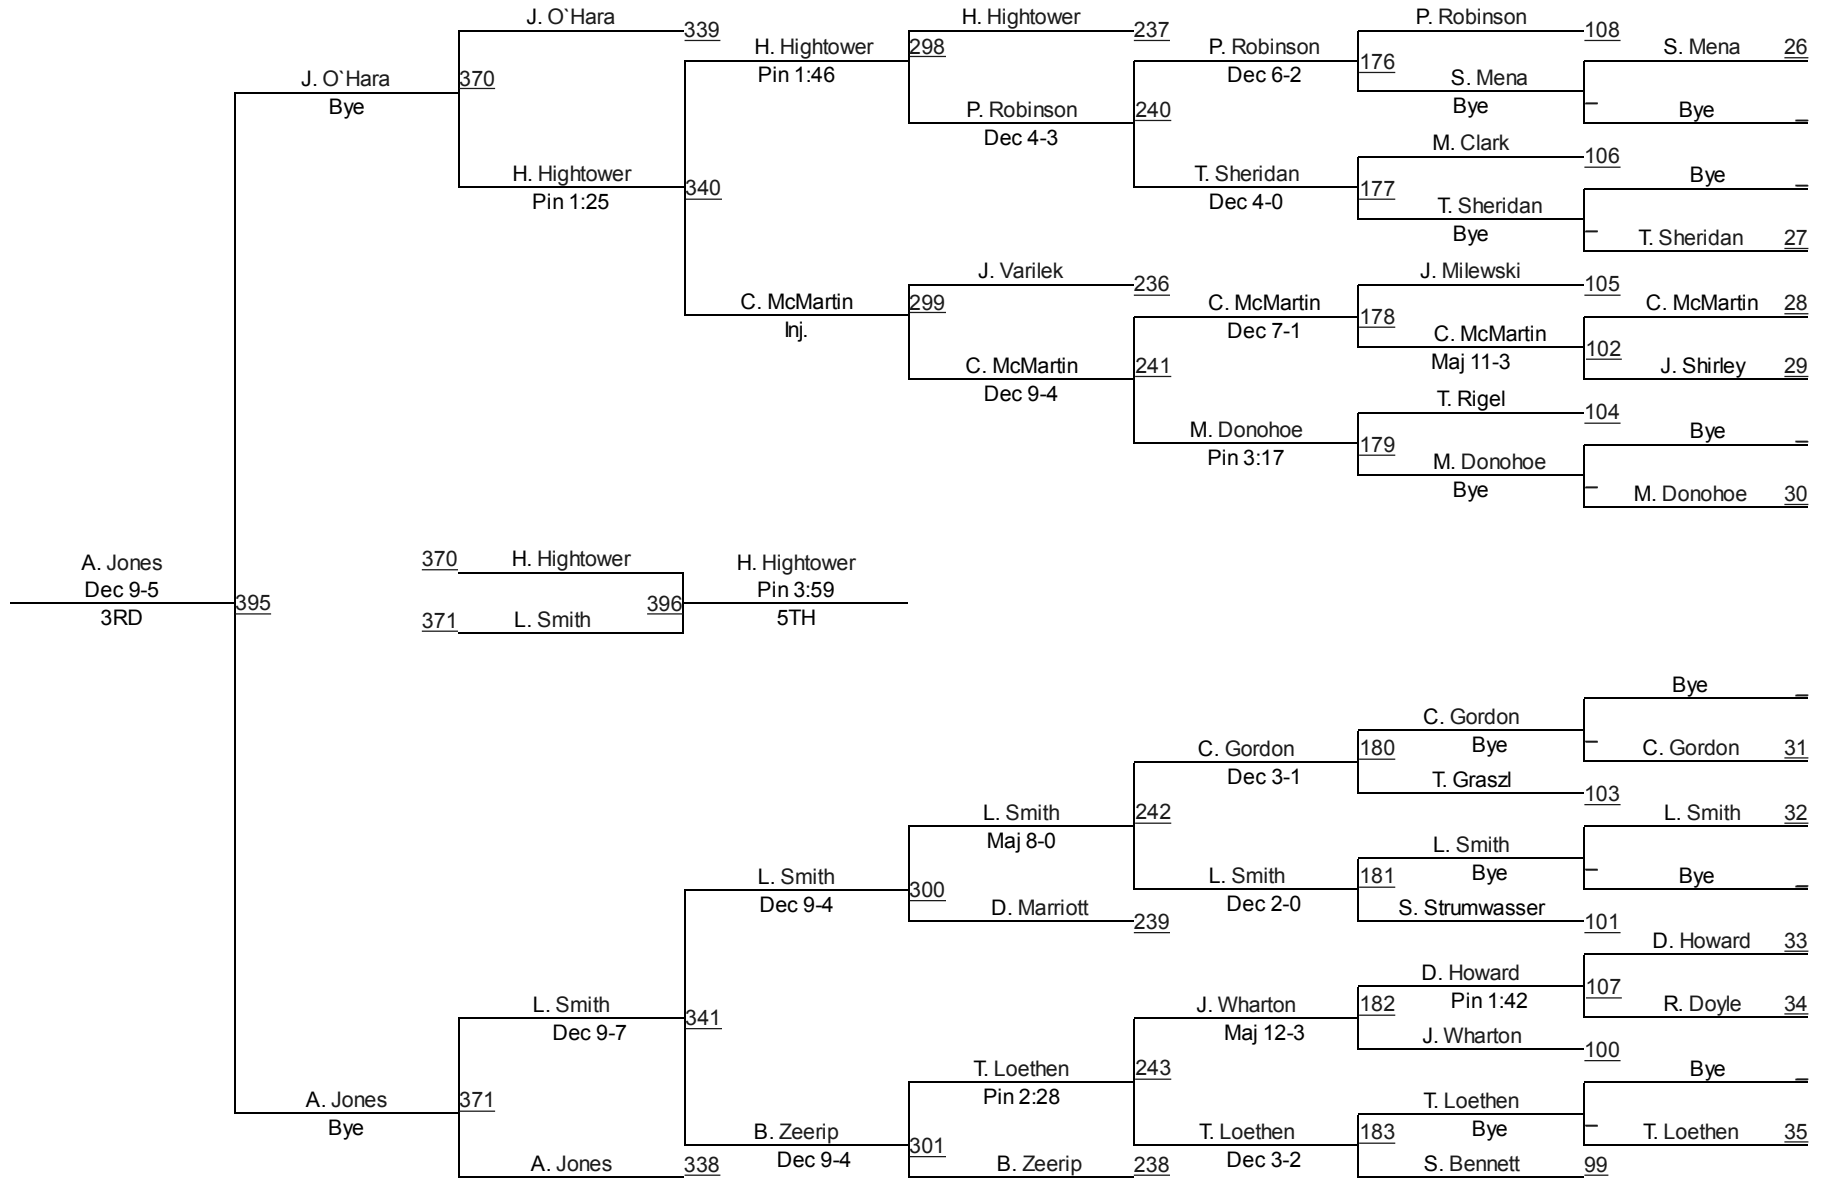 J. O`Hara
339
J. O`Hara
Bye
370
H. Hightower
Pin 1:25
340
H. Hightower
Pin 1:46
298
H. Hightower
237
P. Robinson
Dec 4-3
240
P. Robinson
Dec 6-2
176
P. Robinson
108
S. Mena
Bye
S. Mena 26
_
Bye _
T. Sheridan
Dec 4-0
177
M. Clark
106
T. Sheridan
Bye
Bye _
_
T. Sheridan 27
C. McMartin
Inj.
299
J. Varilek
236
C. McMartin
Dec 9-4
241
C. McMartin
Dec 7-1
178
J. Milewski
105
C. McMartin
Maj 11-3
C. McMartin 28
102
J. Shirley 29
M. Donohoe
Pin 3:17
179
T. Rigel
104
M. Donohoe
Bye
Bye _
_
M. Donohoe 30
A. Jones
Dec 9-5
3RD
395
370 H. Hightower
371 L. Smith
396
H. Hightower
Pin 3:59
5TH
A. Jones
Bye
371
L. Smith
Dec 9-7
341
A. Jones
338
L. Smith
Dec 9-4
300
L. Smith
Maj 8-0
242
D. Marriott
239
C. Gordon
Dec 3-1
180
C. Gordon
Bye
Bye _
_
C. Gordon 31
T. Graszl
103
L. Smith
Dec 2-0
181
L. Smith
Bye
L. Smith 32
_
Bye _
S. Strumwasser
101
B. Zeerip
Dec 9-4
301
T. Loethen
Pin 2:28
243
B. Zeerip
238
J. Wharton
Maj 12-3
182
D. Howard
Pin 1:42
D. Howard 33
107
R. Doyle 34
J. Wharton
100
T. Loethen
Dec 3-2
183
T. Loethen
Bye
Bye _
_
T. Loethen 35
S. Bennett
99